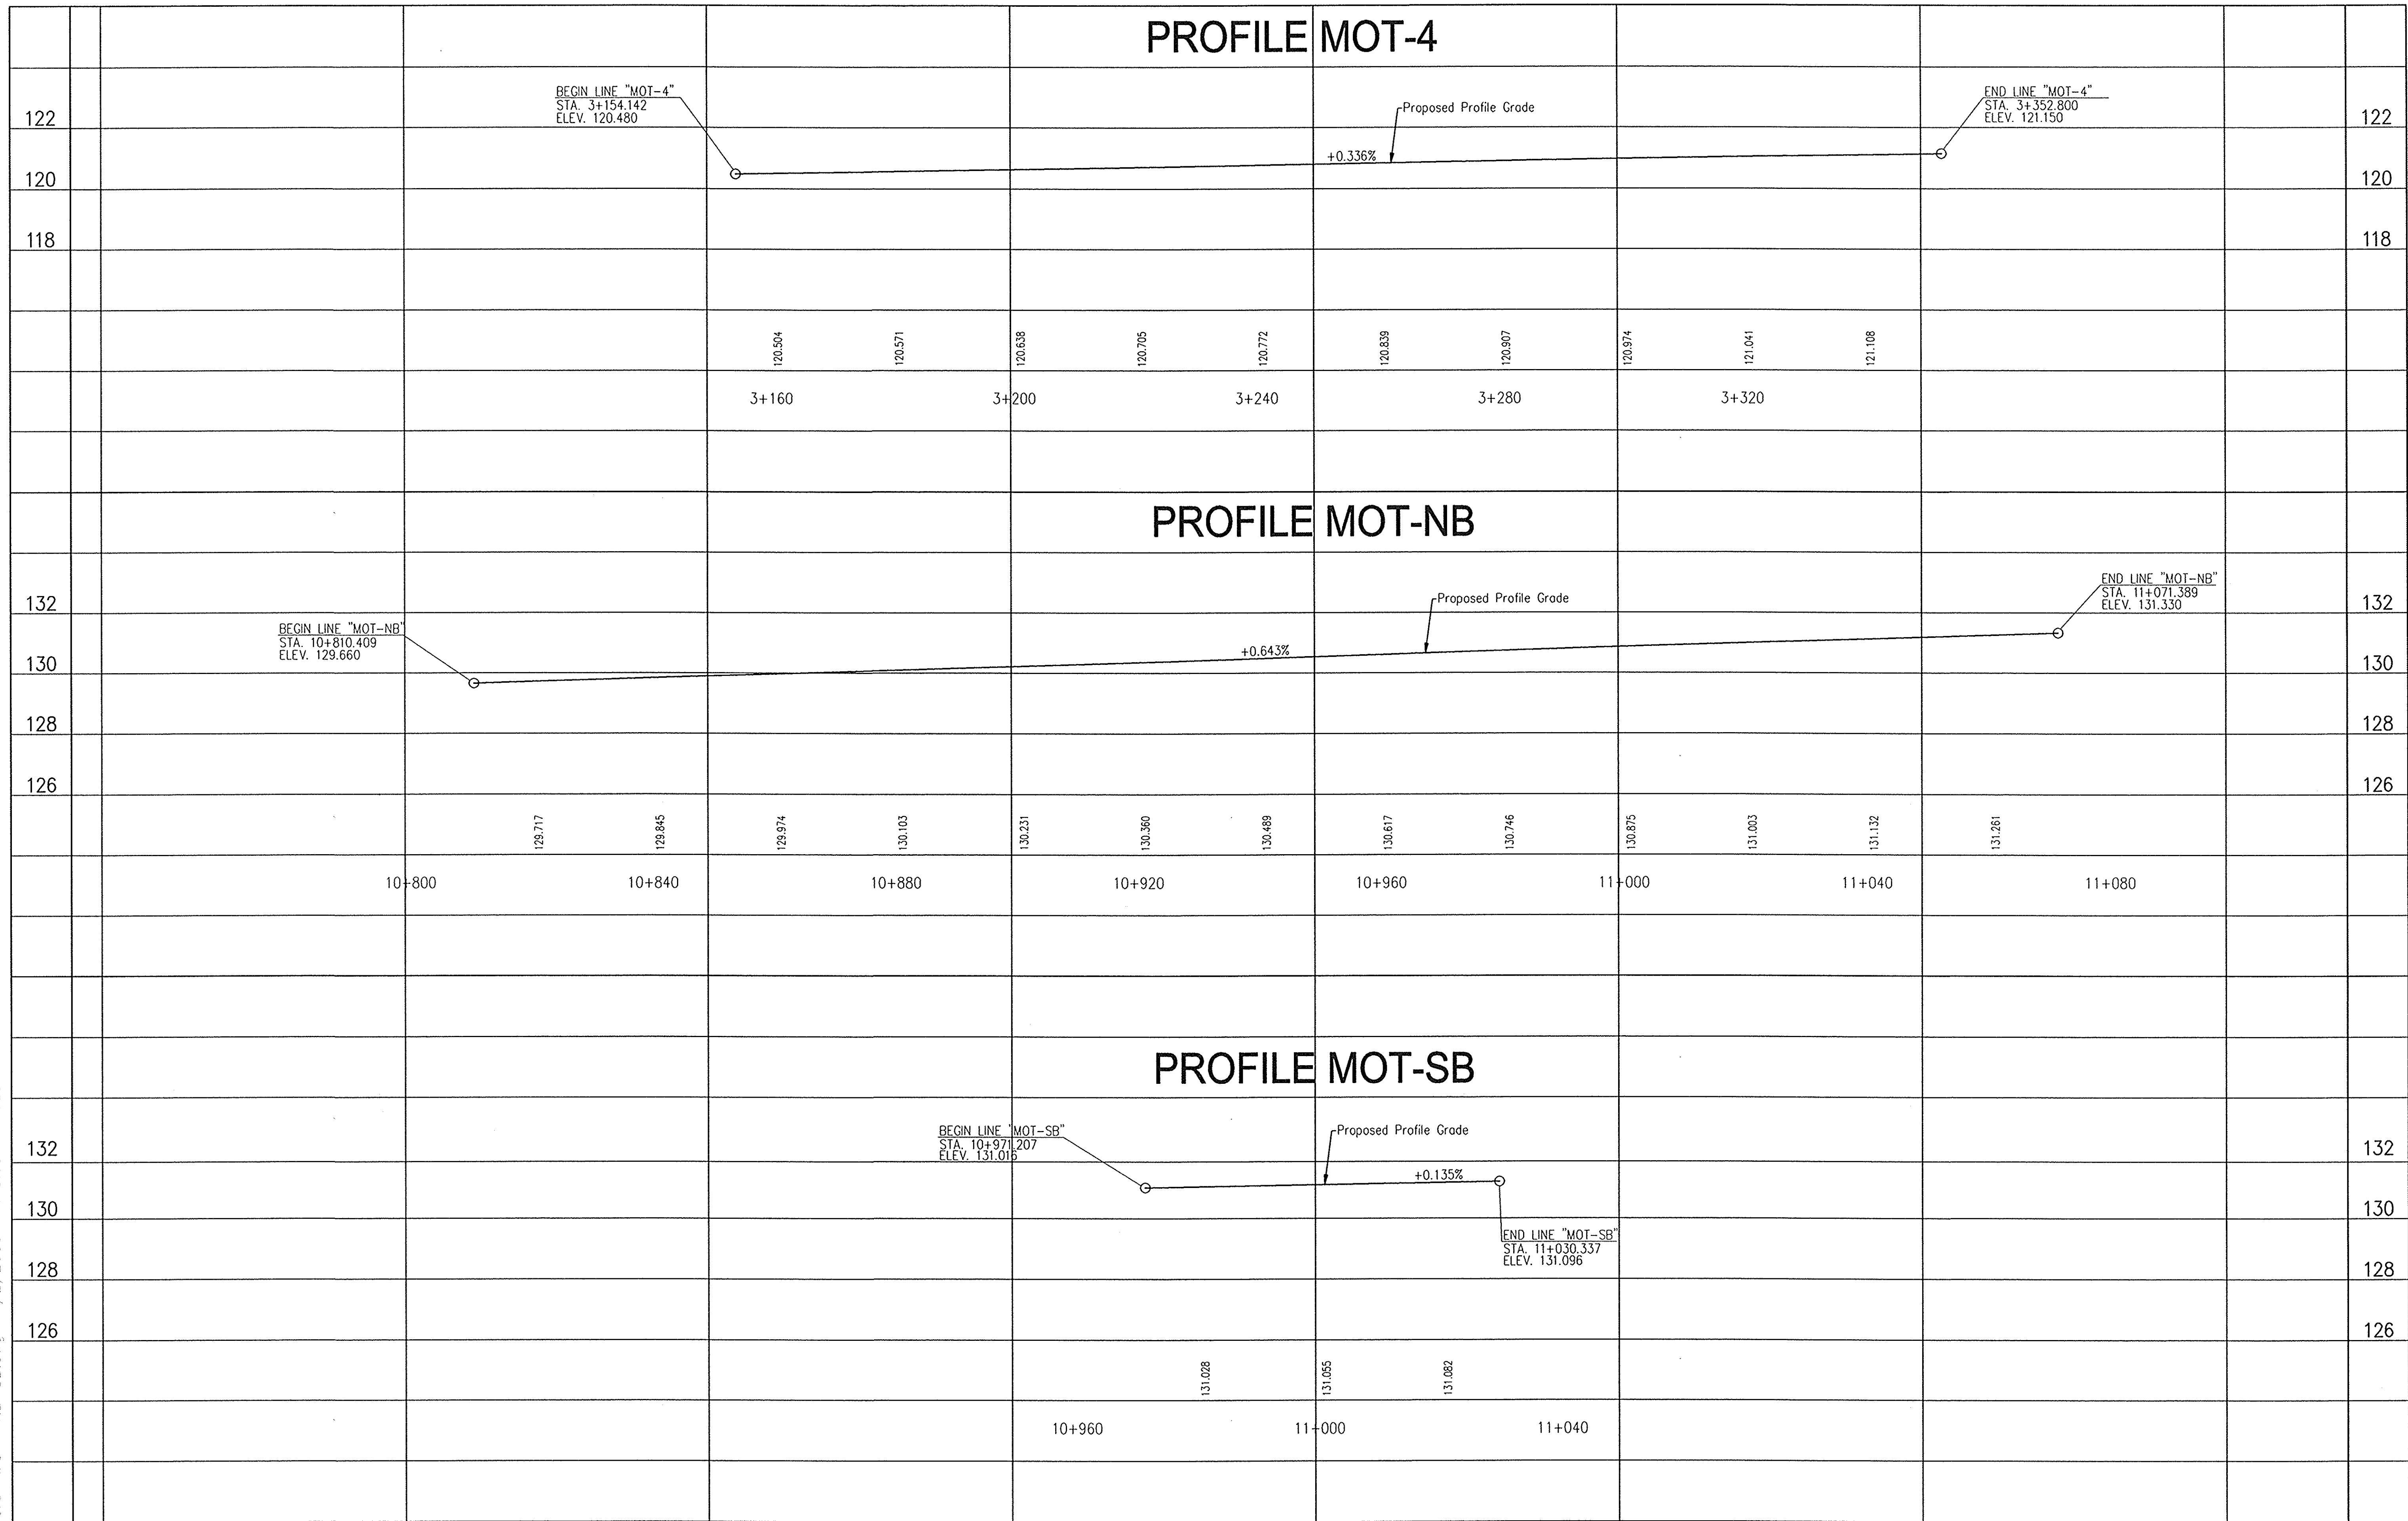 PROFILE MOT-4
BEGIN LINE "MOT-4"
STA. 3+154.142
ELEV. 120.480
Proposed Profile Grade
END LINE "MOT-4"
STA. 3+352.800
ELEV. 121.150
122 122
+0.336%
120 120
118 118
120.504 120.571 120.638 120.705 120.772 120.839 120.907 120.974 121.041 121.108
3+160 3+200 3+240 3+280 3+320
PROFILE MOT-NB
END LINE "MOT-NB"
STA. 11+071.389
ELEV. 131.330
Proposed Profile Grade
132 132
BEGIN LINE "MOT-NB"
STA. 10+810.409
ELEV. 129.660
+0.643%
130 130
128 128
126 126
129.717 129.845 129.974 130.103 130.231 130.360 130.489 130.617 130.746 130.875 131.003 131.132 131.261
10+800 10+840 10+880 10+920 10+960 11+000 11+040 11+080
PROFILE MOT-SB
BEGIN LINE "MOT-SB"
STA. 10+971.207
ELEV. 131.016
Proposed Profile Grade
132 132
+0.135%
130 130
END LINE "MOT-SB"
STA. 11+030.337
ELEV. 131.096
128 128
126 126
131.028 131.055 131.082
10+960 11+000 11+040